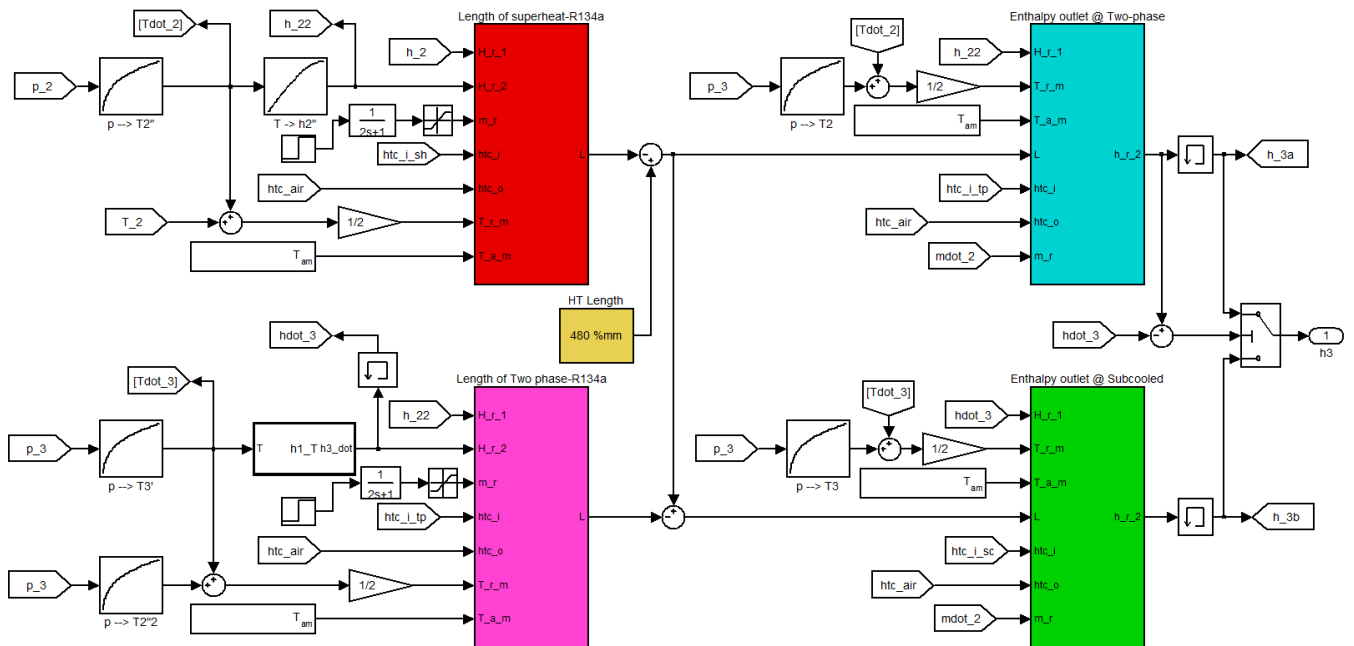 Length of superheat-R134a
[Tdot_2]
h_22
h_2
p_2
p --> T2"
T -> h2"
1
2s+1
htc_i_sh
htc_air
T_2
1/2
T am
H_r_1
H_r_2
m_r
htc_i
htc_o
T_r_m
T_a_m
L
HT Length
480 %mm
Enthalpy outlet @ Two-phase
[Tdot_2]
h_22
p_3
p --> T2
1/2
T am
htc_i_tp
htc_air
mdot_2
H_r_1
T_r_m
T_a_m
L
htc_i
htc_o
m_r
h_r_2
h_3a
hdot_3
1
h3
Length of Two phase-R134a
hdot_3
[Tdot_3]
h_22
p_3
p --> T3'
T
h1_T h3_dot
1
2s+1
htc_i_tp
htc_air
p_3
p --> T2"2
1/2
T am
H_r_1
H_r_2
m_r
htc_i
htc_o
T_r_m
T_a_m
L
Enthalpy outlet @ Subcooled
[Tdot_3]
hdot_3
p_3
p --> T3
1/2
T am
htc_i_sc
htc_air
mdot_2
H_r_1
T_r_m
T_a_m
L
htc_i
htc_o
m_r
h_r_2
h_3b